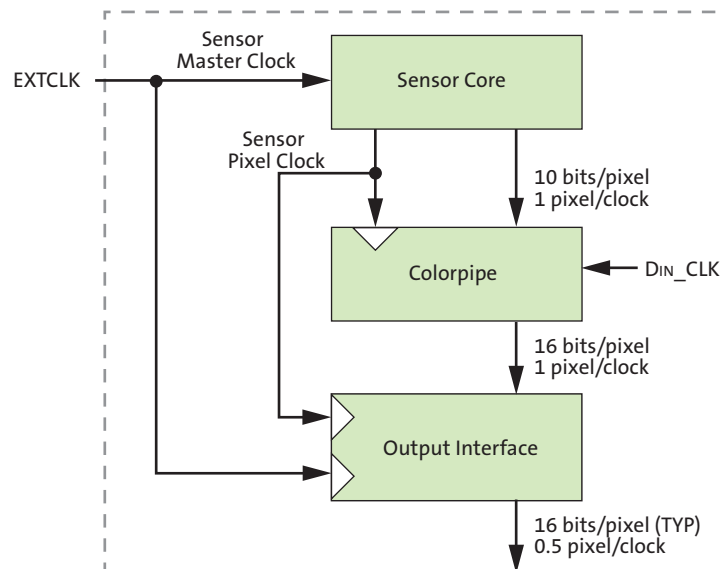 Sensor
Master Clock
EXTCLK
Sensor Core
Sensor
Pixel Clock
10 bits/pixel
1 pixel/clock
Colorpipe
DIN_CLK
16 bits/pixel
1 pixel/clock
Output Interface
16 bits/pixel (TYP)
0.5 pixel/clock